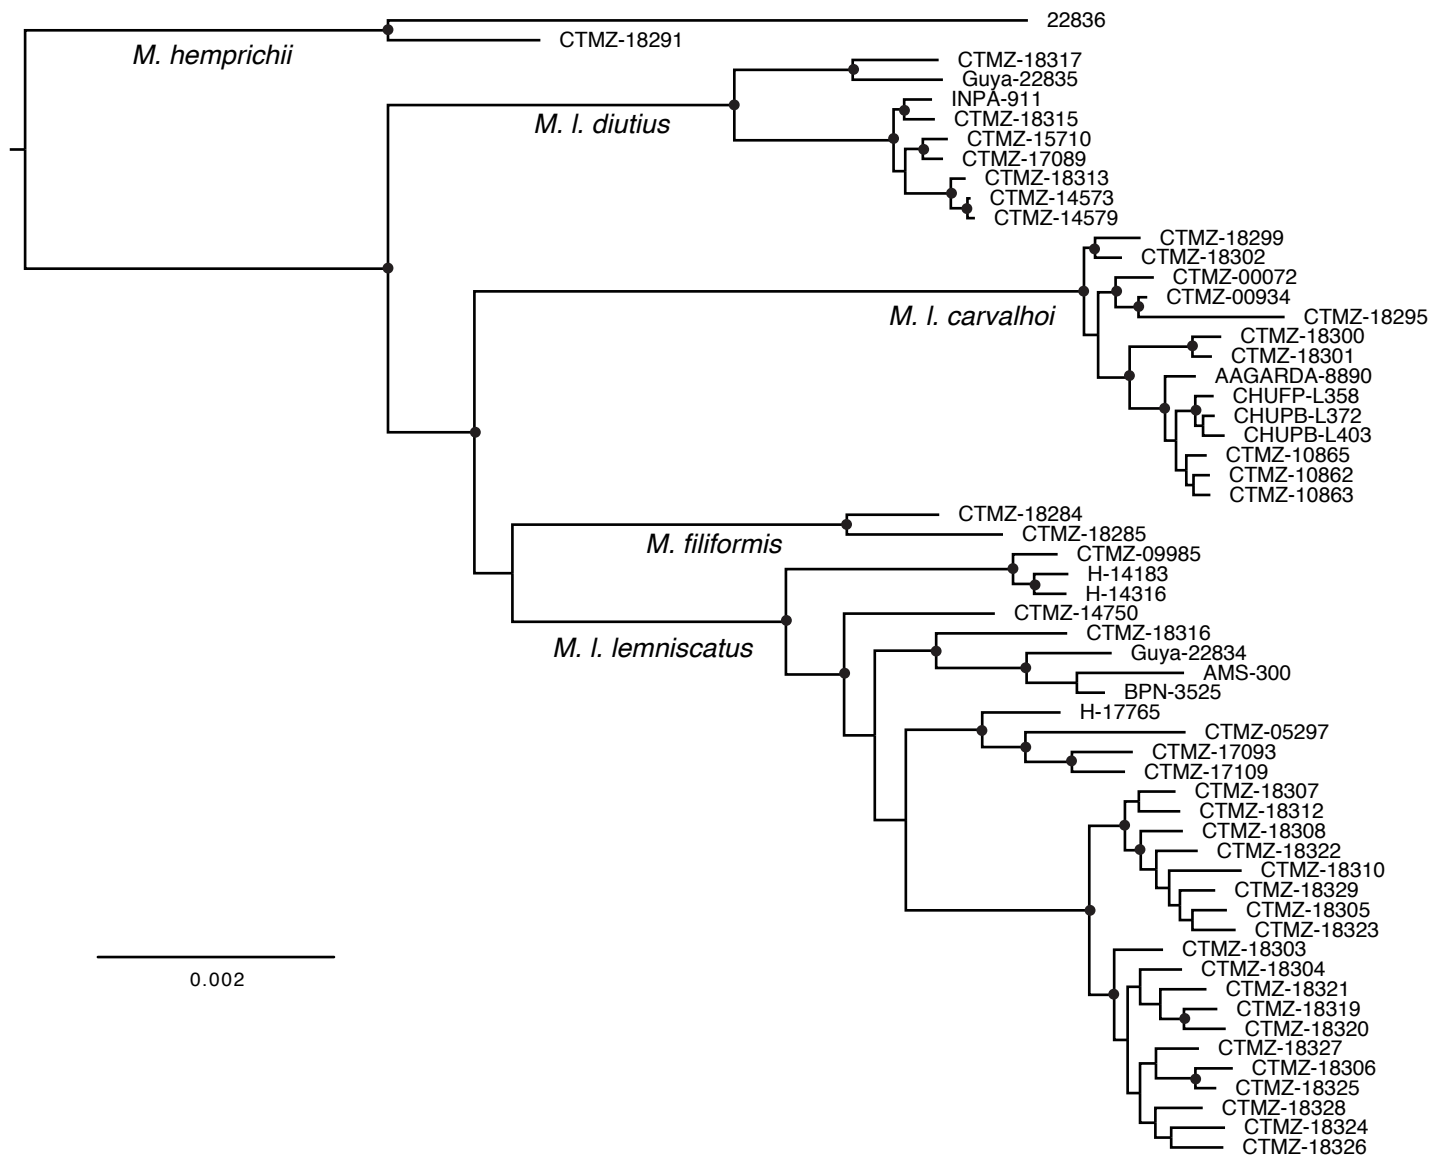 22836
CTMZ-18291
M. hemprichii
CTMZ-18317
Guya-22835
INPA-911
CTMZ-18315
M. l. diutius
CTMZ-15710
CTMZ-17089
CTMZ-18313
CTMZ-14573
CTMZ-14579
CTMZ-18299
CTMZ-18302
CTMZ-00072
CTMZ-00934
CTMZ-18295
M. l. carvalhoi
CTMZ-18300
CTMZ-18301
AAGARDA-8890
CHUFP-L358
CHUPB-L372
CHUPB-L403
CTMZ-10865
CTMZ-10862
CTMZ-10863
CTMZ-18284
CTMZ-18285
M. filiformis
CTMZ-09985
H-14183
H-14316
CTMZ-14750
CTMZ-18316
M. l. lemniscatus
Guya-22834
AMS-300
BPN-3525
H-17765
CTMZ-05297
CTMZ-17093
CTMZ-17109
CTMZ-18307
CTMZ-18312
CTMZ-18308
CTMZ-18322
CTMZ-18310
CTMZ-18329
CTMZ-18305
CTMZ-18323
CTMZ-18303
CTMZ-18304
0.002
CTMZ-18321
CTMZ-18319
CTMZ-18320
CTMZ-18327
CTMZ-18306
CTMZ-18325
CTMZ-18328
CTMZ-18324
CTMZ-18326